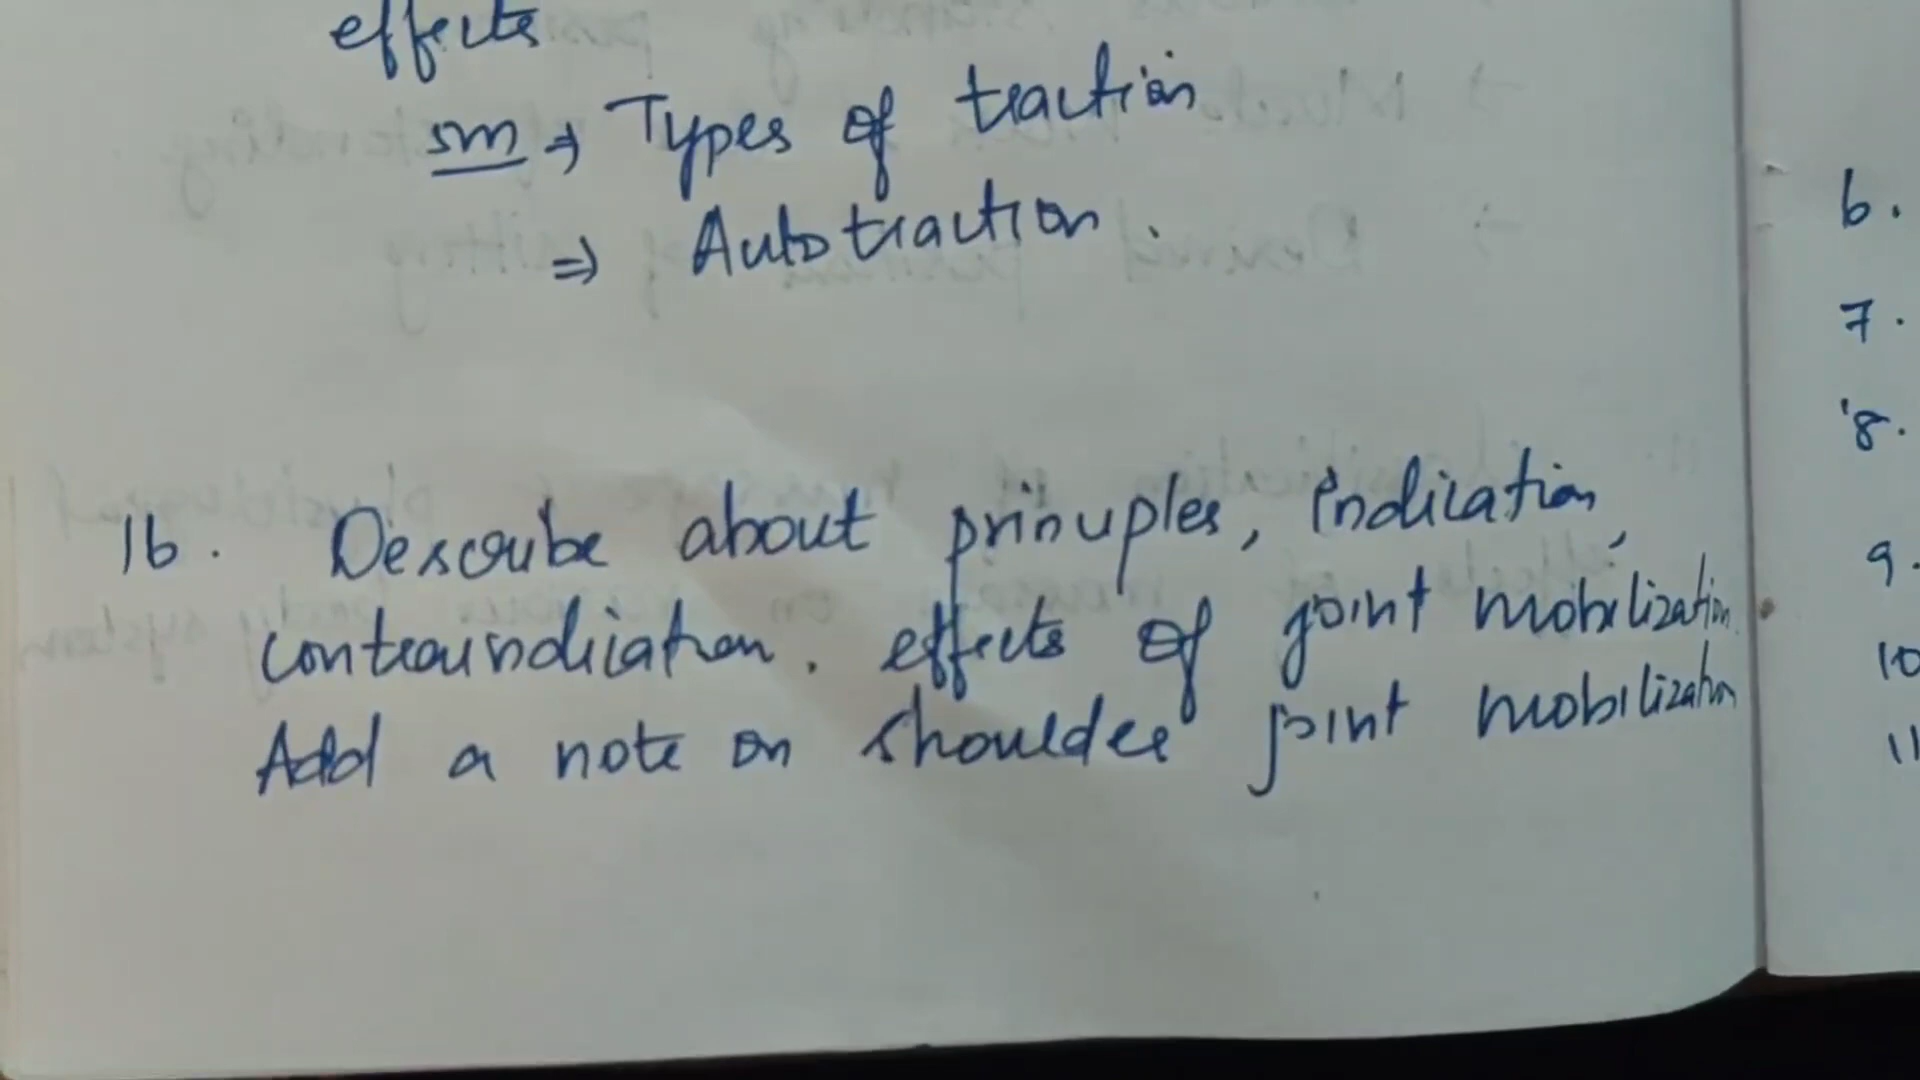 effects
sm → Types of traction
⇒ Autotraction.
16. Describe about principles, Indication,
contraindication. effects of joint mobilization.
Add a note on shoulder joint mobilization
6.
7.
8.
9.
10
11